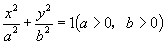 x²/a² + y²/b² = 1(a > 0, b > 0)